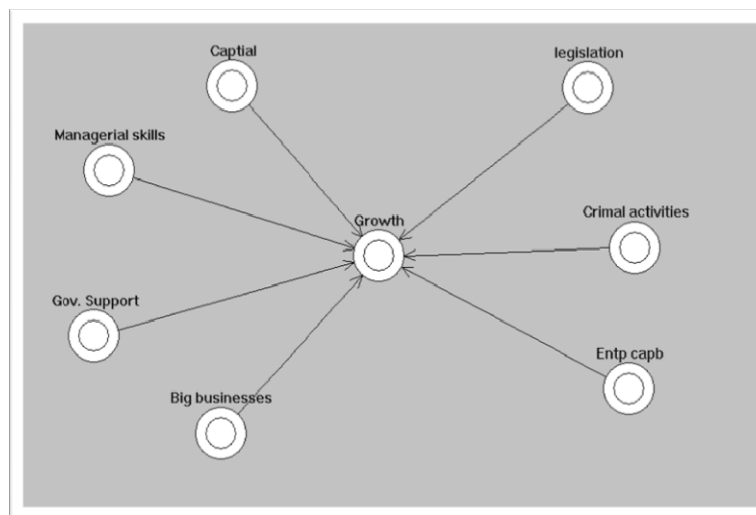 Captial
legislation
Managerial skills
Growth
Crimal activities
Gov. Support
Entp capb
Big businesses